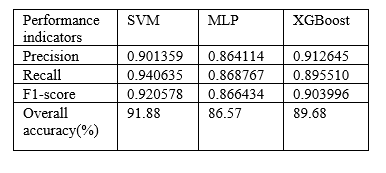 Performance indicators SVM MLP XGBoost
Precision 0.901359 0.864114 0.912645
Recall 0.940635 0.868767 0.895510
F1-score 0.920578 0.866434 0.903996
Overall accuracy(%) 91.88 86.57 89.68